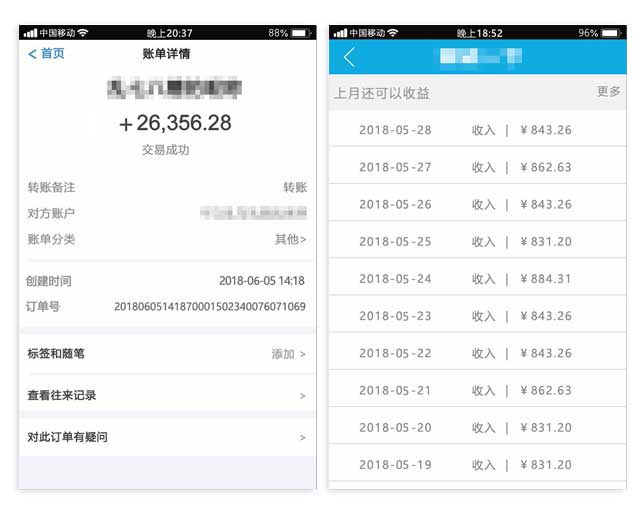 中国移动 晚上20:37 88%
< 首页 账单详情
+26,356.28
交易成功
转账备注 转账
对方账户
账单分类 其他>
创建时间 2018-06-05 14:18
订单号 20180605141870001502340076071069
标签和随笔 添加 >
查看往来记录 >
对此订单有疑问 >
中国移动 晚上18:52 96%
上月还可以收益 更多
2018-05-28 收入 | ¥843.26
2018-05-27 收入 | ¥862.63
2018-05-26 收入 | ¥843.26
2018-05-25 收入 | ¥831.20
2018-05-24 收入 | ¥884.31
2018-05-23 收入 | ¥843.26
2018-05-22 收入 | ¥843.26
2018-05-21 收入 | ¥862.63
2018-05-20 收入 | ¥831.20
2018-05-19 收入 | ¥831.20